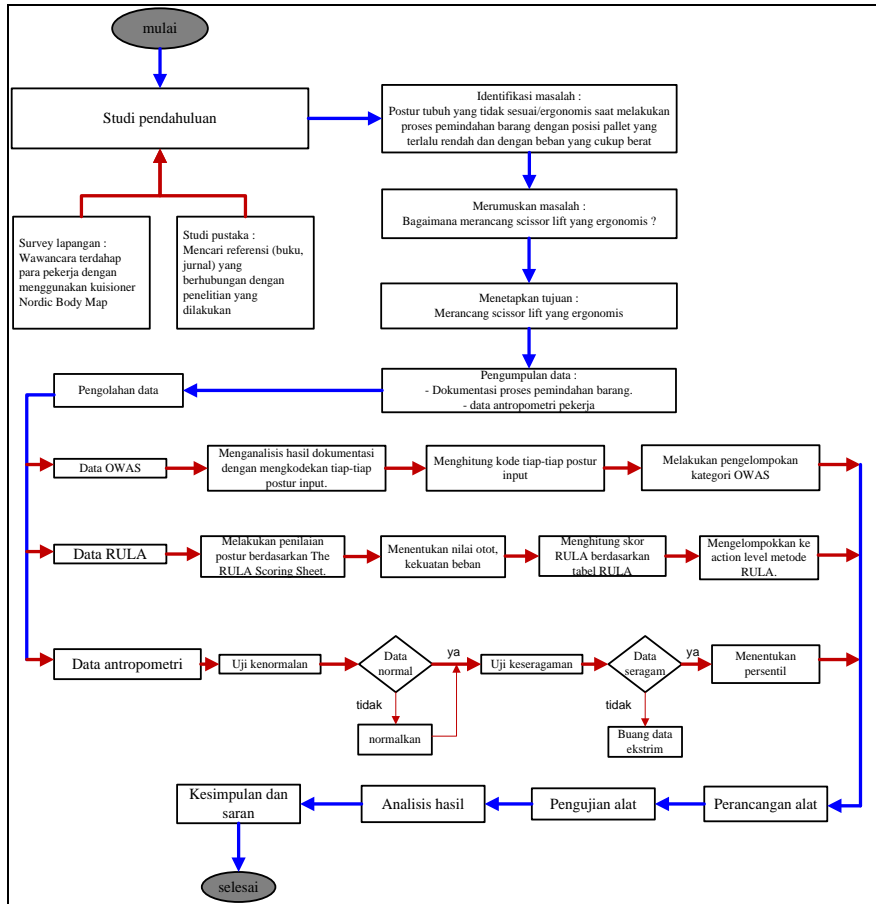 mulai
Studi pendahuluan
Identifikasi masalah :
Postur tubuh yang tidak sesuai/ergonomis saat melakukan
proses pemindahan barang dengan posisi pallet yang
terlalu rendah dan dengan beban yang cukup berat
Survey lapangan :
Wawancara terdahap
para pekerja dengan
menggunakan kuisioner
Nordic Body Map
Studi pustaka :
Mencari referensi (buku,
jurnal) yang
berhubungan dengan
penelitian yang
dilakukan
Merumuskan masalah :
Bagaimana merancang scissor lift yang ergonomis ?
Menetapkan tujuan :
Merancang scissor lift yang ergonomis
Pengumpulan data :
- Dokumentasi proses pemindahan barang.
- data antropometri pekerja
Pengolahan data
Data OWAS
Menganalisis hasil dokumentasi
dengan mengkodekan tiap-tiap
postur input.
Menghitung kode tiap-tiap postur
input
Melakukan pengelompokan
kategori OWAS
Data RULA
Melakukan penilaian
postur berdasarkan The
RULA Scoring Sheet.
Menentukan nilai otot,
kekuatan beban
Menghitung skor
RULA berdasarkan
tabel RULA
Mengelompokkan ke
action level metode
RULA.
Data antropometri
Uji kenormalan
Data
normal
ya
tidak
normalkan
Uji keseragaman
Data
seragam
ya
tidak
Buang data
ekstrim
Menentukan
persentil
Perancangan alat
Pengujian alat
Analisis hasil
Kesimpulan dan
saran
selesai